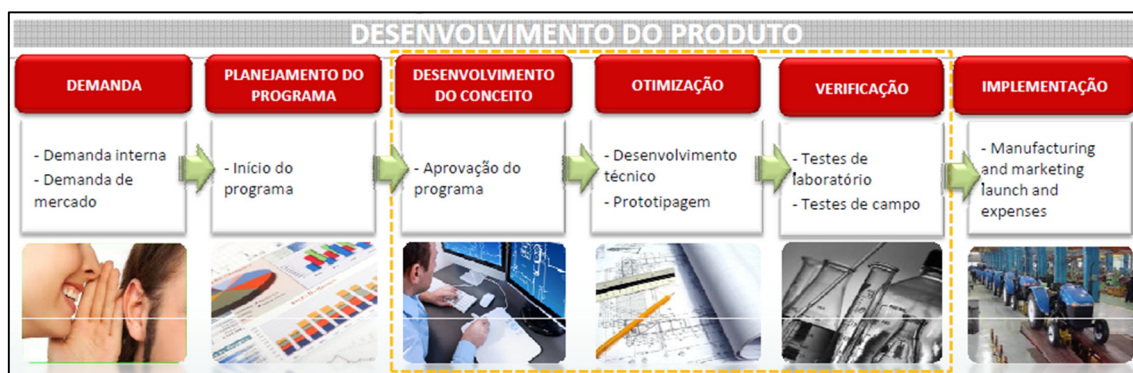 DESENVOLVIMENTO DO PRODUTO
DEMANDA
- Demanda interna
- Demanda de
mercado
PLANEJAMENTO DO
PROGRAMA
- Início do
programa
DESENVOLVIMENTO
DO CONCEITO
- Aprovação do
programa
OTIMIZAÇÃO
- Desenvolvimento
técnico
- Prototipagem
VERIFICAÇÃO
- Testes de
laboratório
- Testes de campo
IMPLEMENTAÇÃO
- Manufacturing
and marketing
launch and
expenses